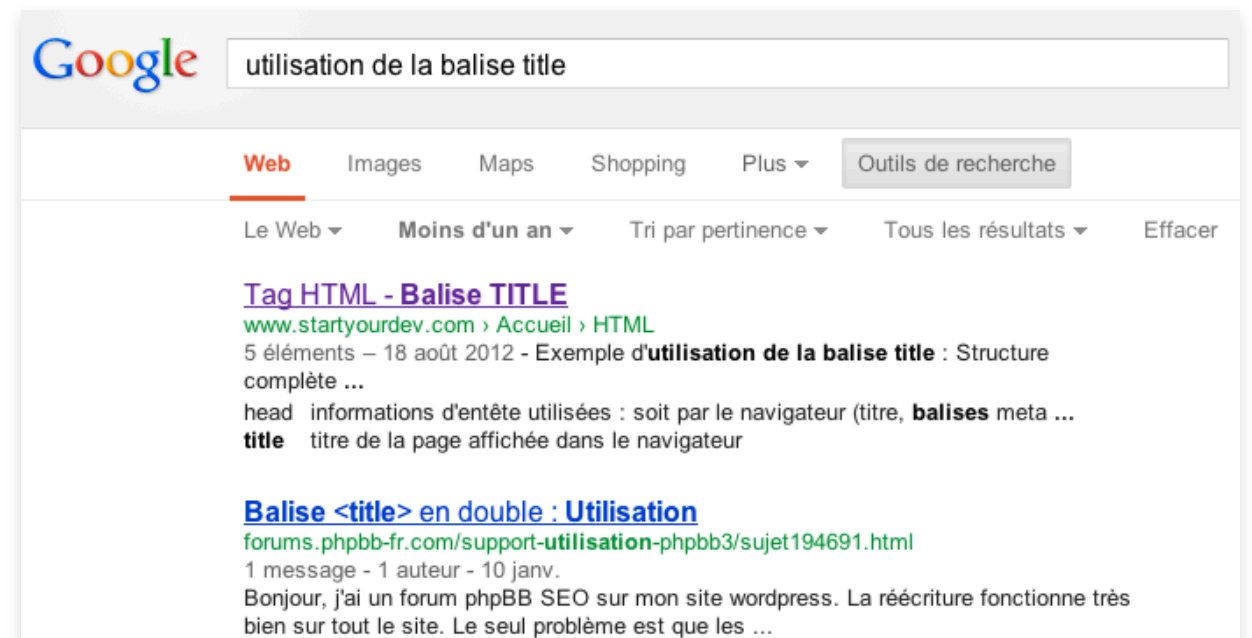 Google utilisation de la balise title
Web Images Maps Shopping Plus Outils de recherche
Le Web Moins d'un an Tri par pertinence Tous les résultats Effacer
Tag HTML - Balise TITLE
www.startyourdev.com › Accueil › HTML
5 éléments – 18 août 2012 - Exemple d'utilisation de la balise title : Structure
complète ...
head informations d'entête utilisées : soit par le navigateur (titre, balises meta ...
title titre de la page affichée dans le navigateur
Balise <title> en double : Utilisation
forums.phpbb-fr.com/support-utilisation-phpbb3/sujet194691.html
1 message - 1 auteur - 10 janv.
Bonjour, j'ai un forum phpBB SEO sur mon site wordpress. La réécriture fonctionne très
bien sur tout le site. Le seul problème est que les ...